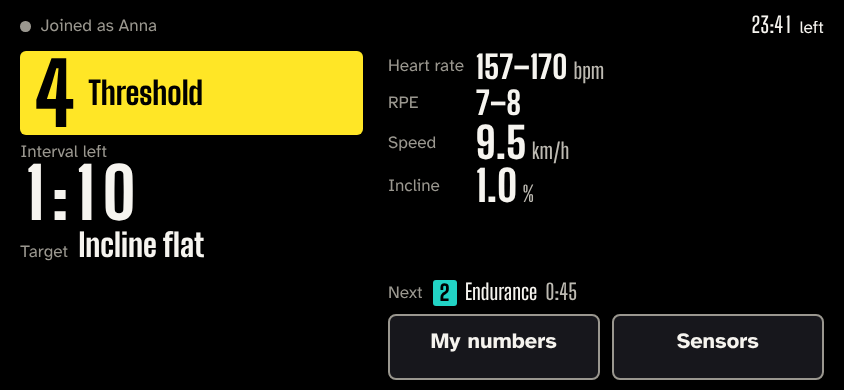 Joined as Anna
23:41 left
4 Threshold
Interval left
1:10
Target Incline flat
Heart rate 157–170 bpm
RPE 7–8
Speed 9.5 km/h
Incline 1.0 %
Next 2 Endurance 0:45
My numbers
Sensors